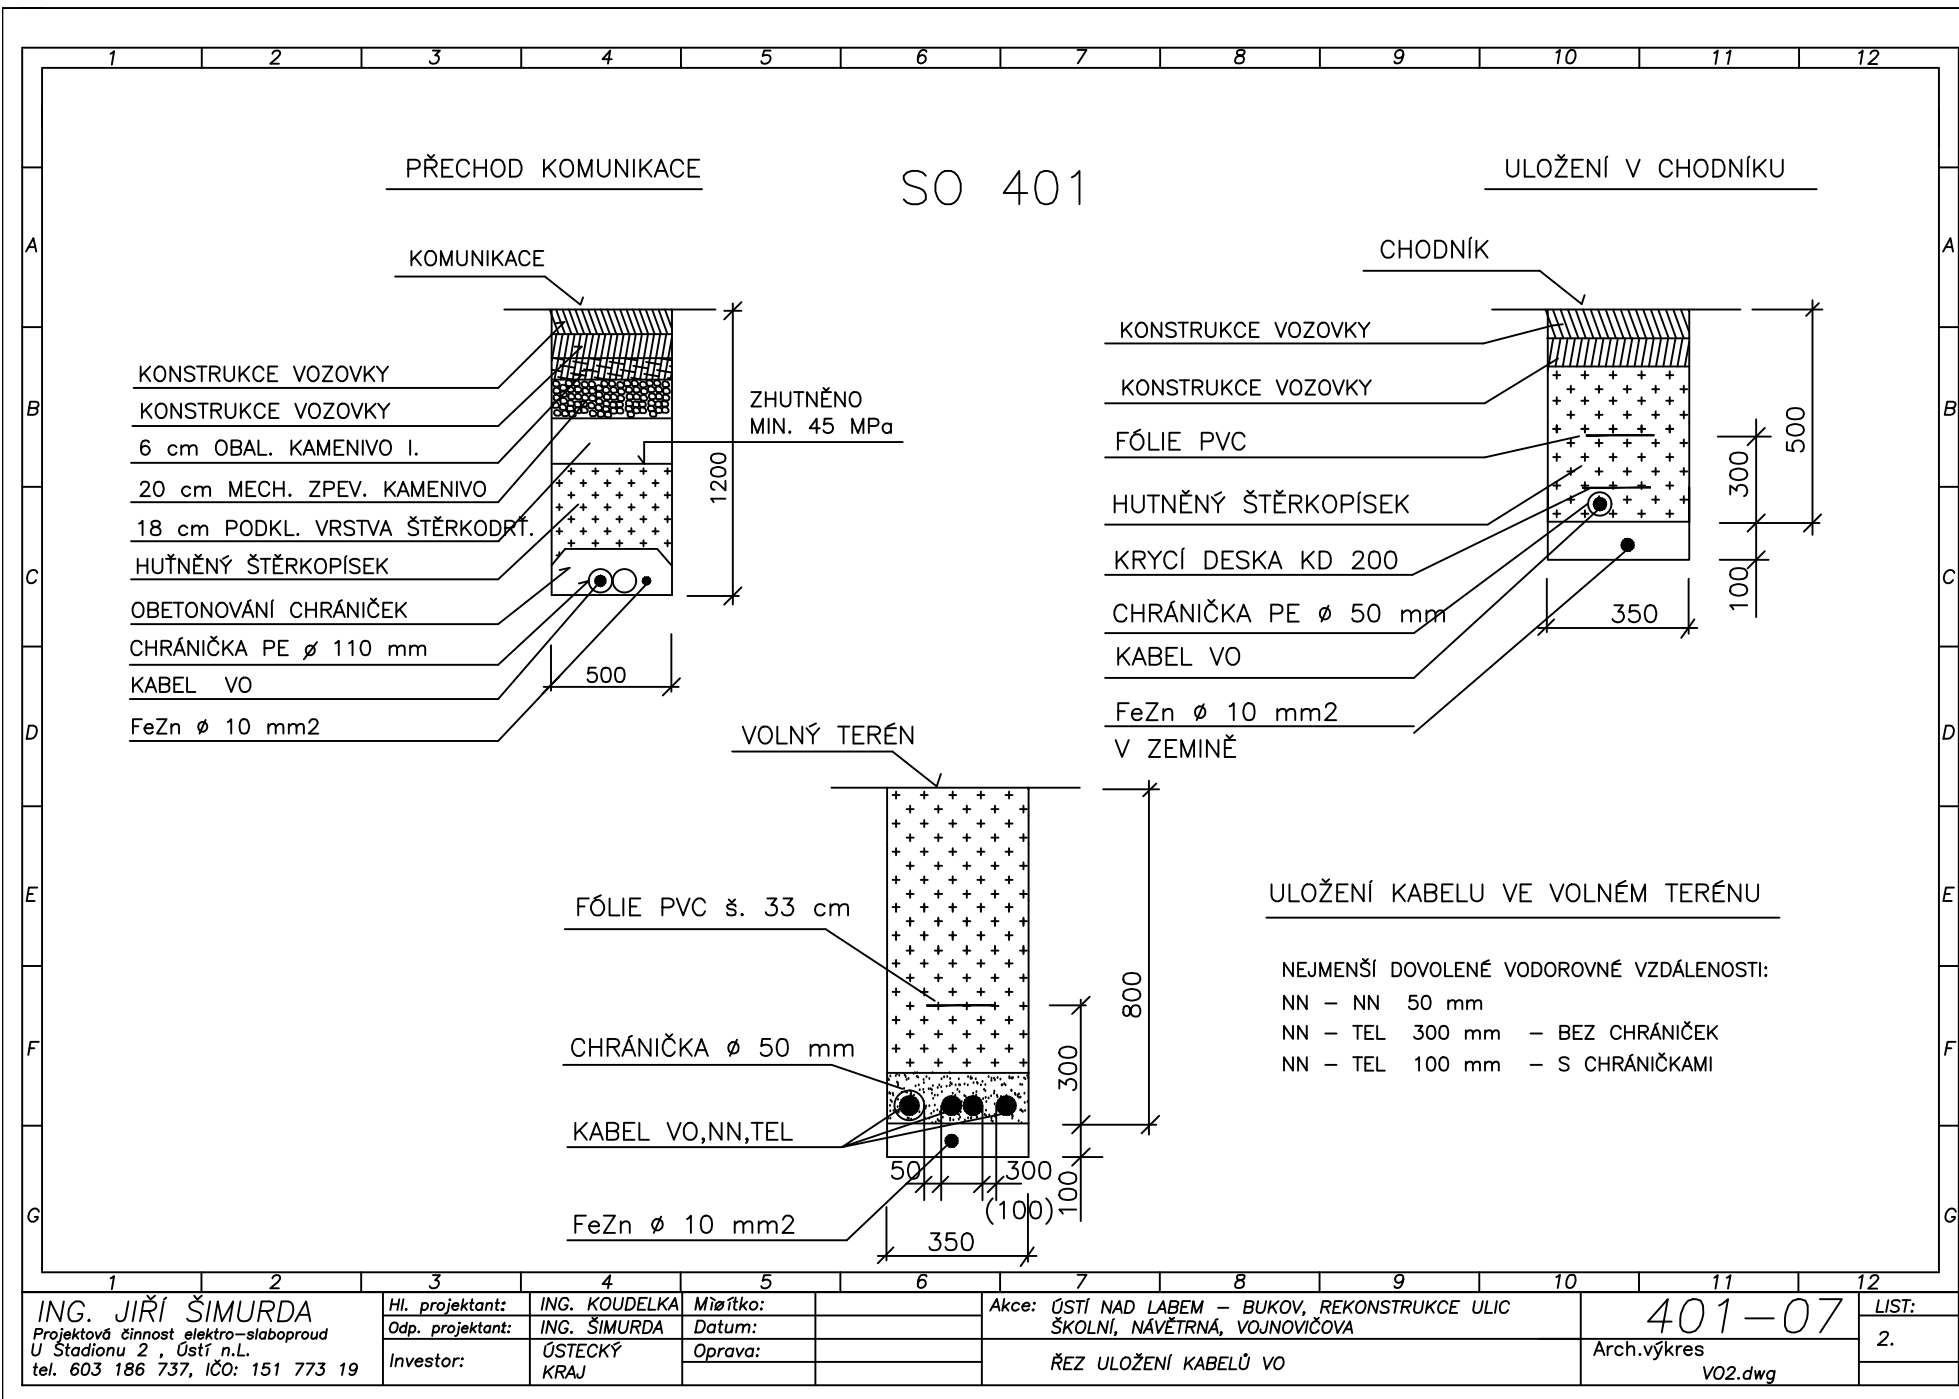 1 2 3 4 5 6 7 8 9 10 11 12
PŘECHOD KOMUNIKACE
SO 401
ULOŽENÍ V CHODNÍKU
A
A
KOMUNIKACE
KONSTRUKCE VOZOVKY
KONSTRUKCE VOZOVKY
6 cm OBAL. KAMENIVO I.
20 cm MECH. ZPEV. KAMENIVO
18 cm PODKL. VRSTVA ŠTĚRKODRŤ.
HUŤNĚNÝ ŠTĚRKOPÍSEK
OBETONOVÁNÍ CHRÁNIČEK
CHRÁNIČKA PE ø 110 mm
KABEL VO
FeZn ø 10 mm2
ZHUTNĚNO
MIN. 45 MPa
1200
500
CHODNÍK
KONSTRUKCE VOZOVKY
KONSTRUKCE VOZOVKY
FÓLIE PVC
HUTNĚNÝ ŠTĚRKOPÍSEK
KRYCÍ DESKA KD 200
CHRÁNIČKA PE ø 50 mm
KABEL VO
FeZn ø 10 mm2
V ZEMINĚ
500
300
100
350
B
B
C
C
D
D
VOLNÝ TERÉN
FÓLIE PVC š. 33 cm
CHRÁNIČKA ø 50 mm
KABEL VO,NN,TEL
FeZn ø 10 mm2
800
300
100
50
300
(100)
350
E
E
ULOŽENÍ KABELU VE VOLNÉM TERÉNU
NEJMENŠÍ DOVOLENÉ VODOROVNÉ VZDÁLENOSTI:
NN – NN 50 mm
NN – TEL 300 mm – BEZ CHRÁNIČEK
NN – TEL 100 mm – S CHRÁNIČKAMI
F
F
G
G
1 2 3 4 5 6 7 8 9 10 11 12
ING. JIŘÍ ŠIMURDA
Projektová činnost elektro–slaboproud
U Stadionu 2 , Ústí n.L.
tel. 603 186 737, IČO: 151 773 19
Hl. projektant: ING. KOUDELKA
Odp. projektant: ING. ŠIMURDA
Investor: ÚSTECKÝ
KRAJ
Miøítko:
Datum:
Oprava:
Akce: ÚSTÍ NAD LABEM – BUKOV, REKONSTRUKCE ULIC
ŠKOLNÍ, NÁVĚTRNÁ, VOJNOVIČOVA
ŘEZ ULOŽENÍ KABELŮ VO
401–07
Arch.výkres
VO2.dwg
LIST:
2.